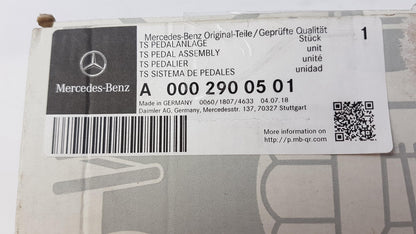 Mercedes-Benz Original-Teile/Geprüfte Qualität
TS PEDALANLAGE Stück 1
TS PEDAL ASSEMBLY unit
TS PEDALIER unité
TS SISTEMA DE PEDALES unidad
Mercedes-Benz
A 000 290 05 01
Made in GERMANY 0060/1807/4633 04.07.18
Daimler AG, Germany, Mercedesstr. 137, 70327 Stuttgart
More information on
http://p.mb-qr.com